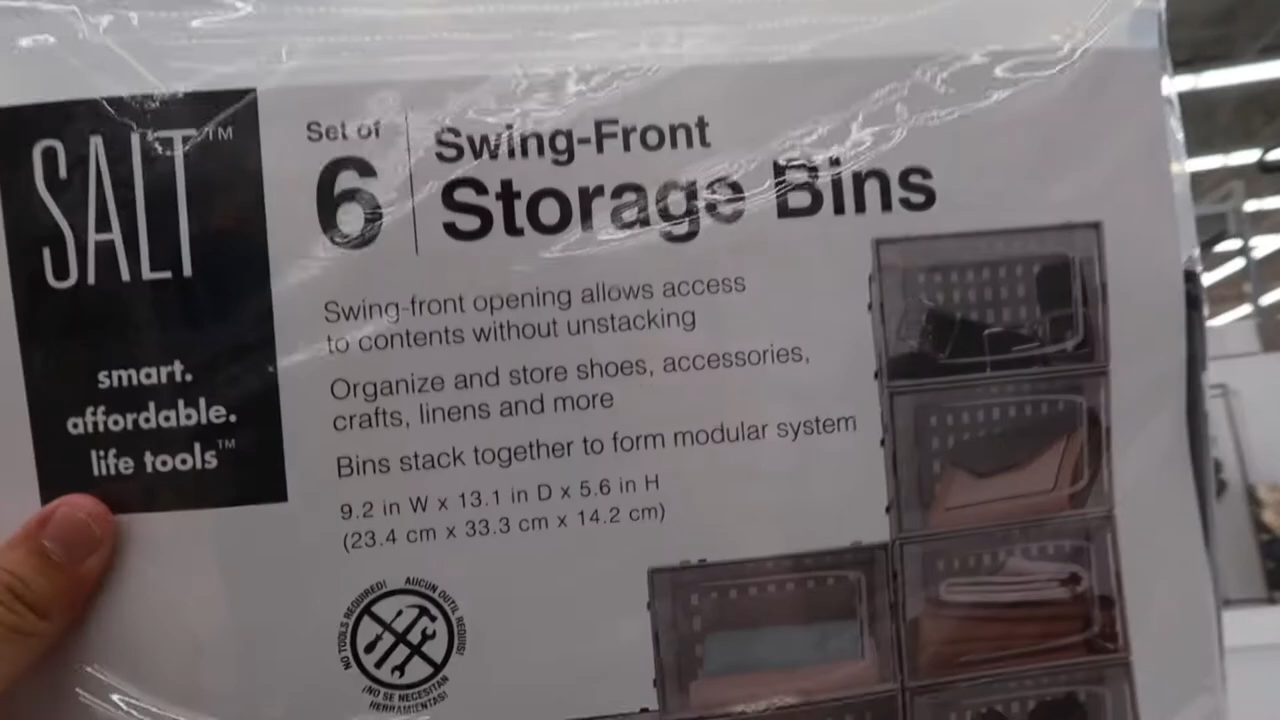 SALT™
smart.
affordable.
life tools™
Set of
6
Swing-Front
Storage Bins
Swing-front opening allows access
to contents without unstacking
Organize and store shoes, accessories,
crafts, linens and more
Bins stack together to form modular system
9.2 in W x 13.1 in D x 5.6 in H
(23.4 cm x 33.3 cm x 14.2 cm)
NO TOOLS REQUIRED!
AUCUN OUTIL REQUIS!
¡NO SE NECESITAN
HERRAMIENTAS!